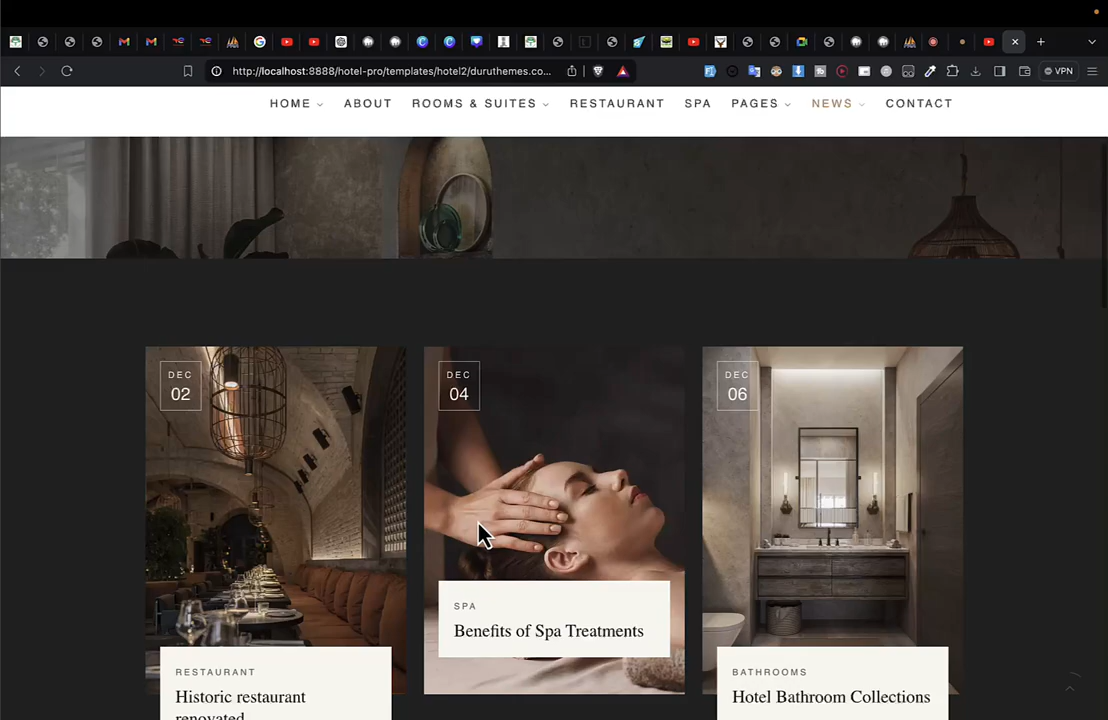 http://localhost:8888/hotel-pro/templates/hotel2/duruthemes.co...
VPN
HOME ABOUT ROOMS & SUITES RESTAURANT SPA PAGES NEWS CONTACT
DEC
02
DEC
04
DEC
06
SPA
Benefits of Spa Treatments
RESTAURANT
Historic restaurant
renovated
BATHROOMS
Hotel Bathroom Collections